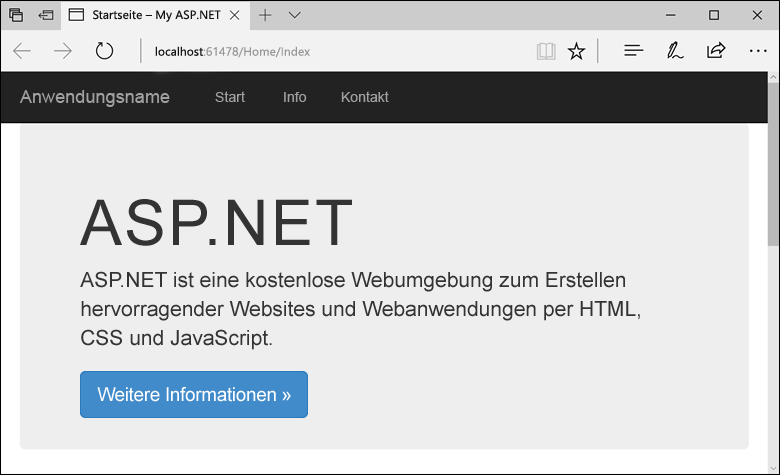 Startseite – My ASP.NET
localhost:61478/Home/Index
Anwendungsname Start Info Kontakt
ASP.NET
ASP.NET ist eine kostenlose Webumgebung zum Erstellen
hervorragender Websites und Webanwendungen per HTML,
CSS und JavaScript.
Weitere Informationen »